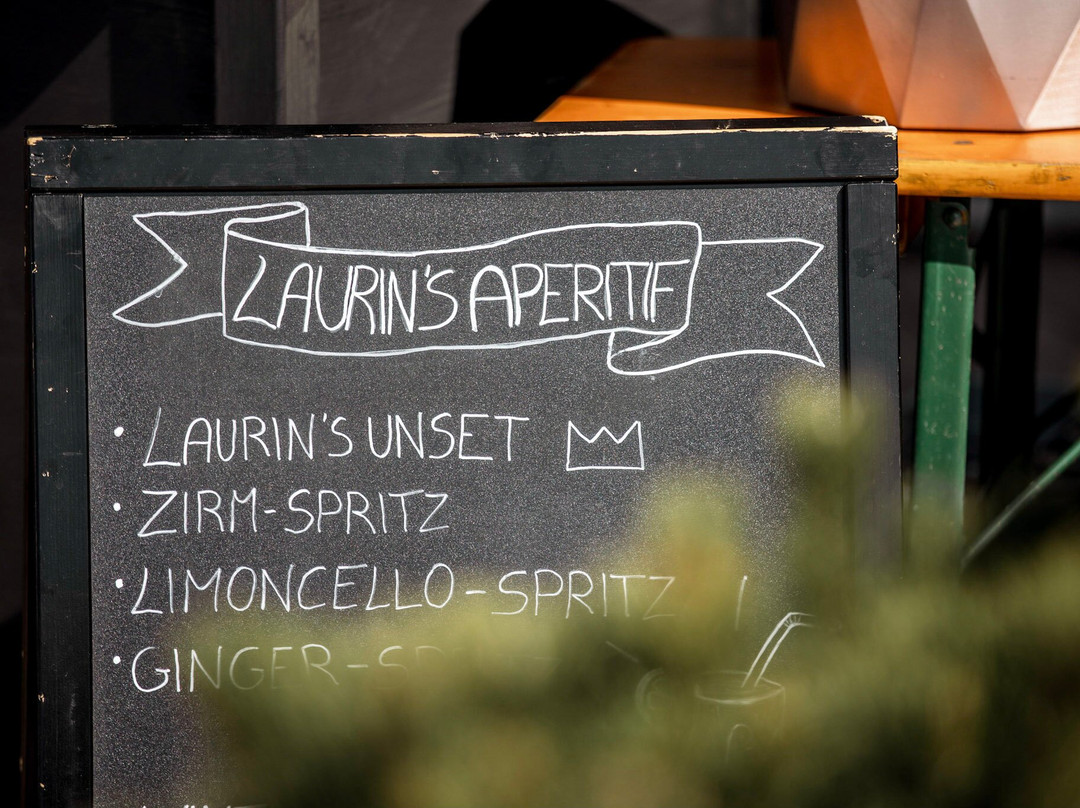 LAURIN'S APERITIF
• LAURIN'S UNSET
• ZIRM-SPRITZ
• LIMONCELLO-SPRITZ
• GINGER-